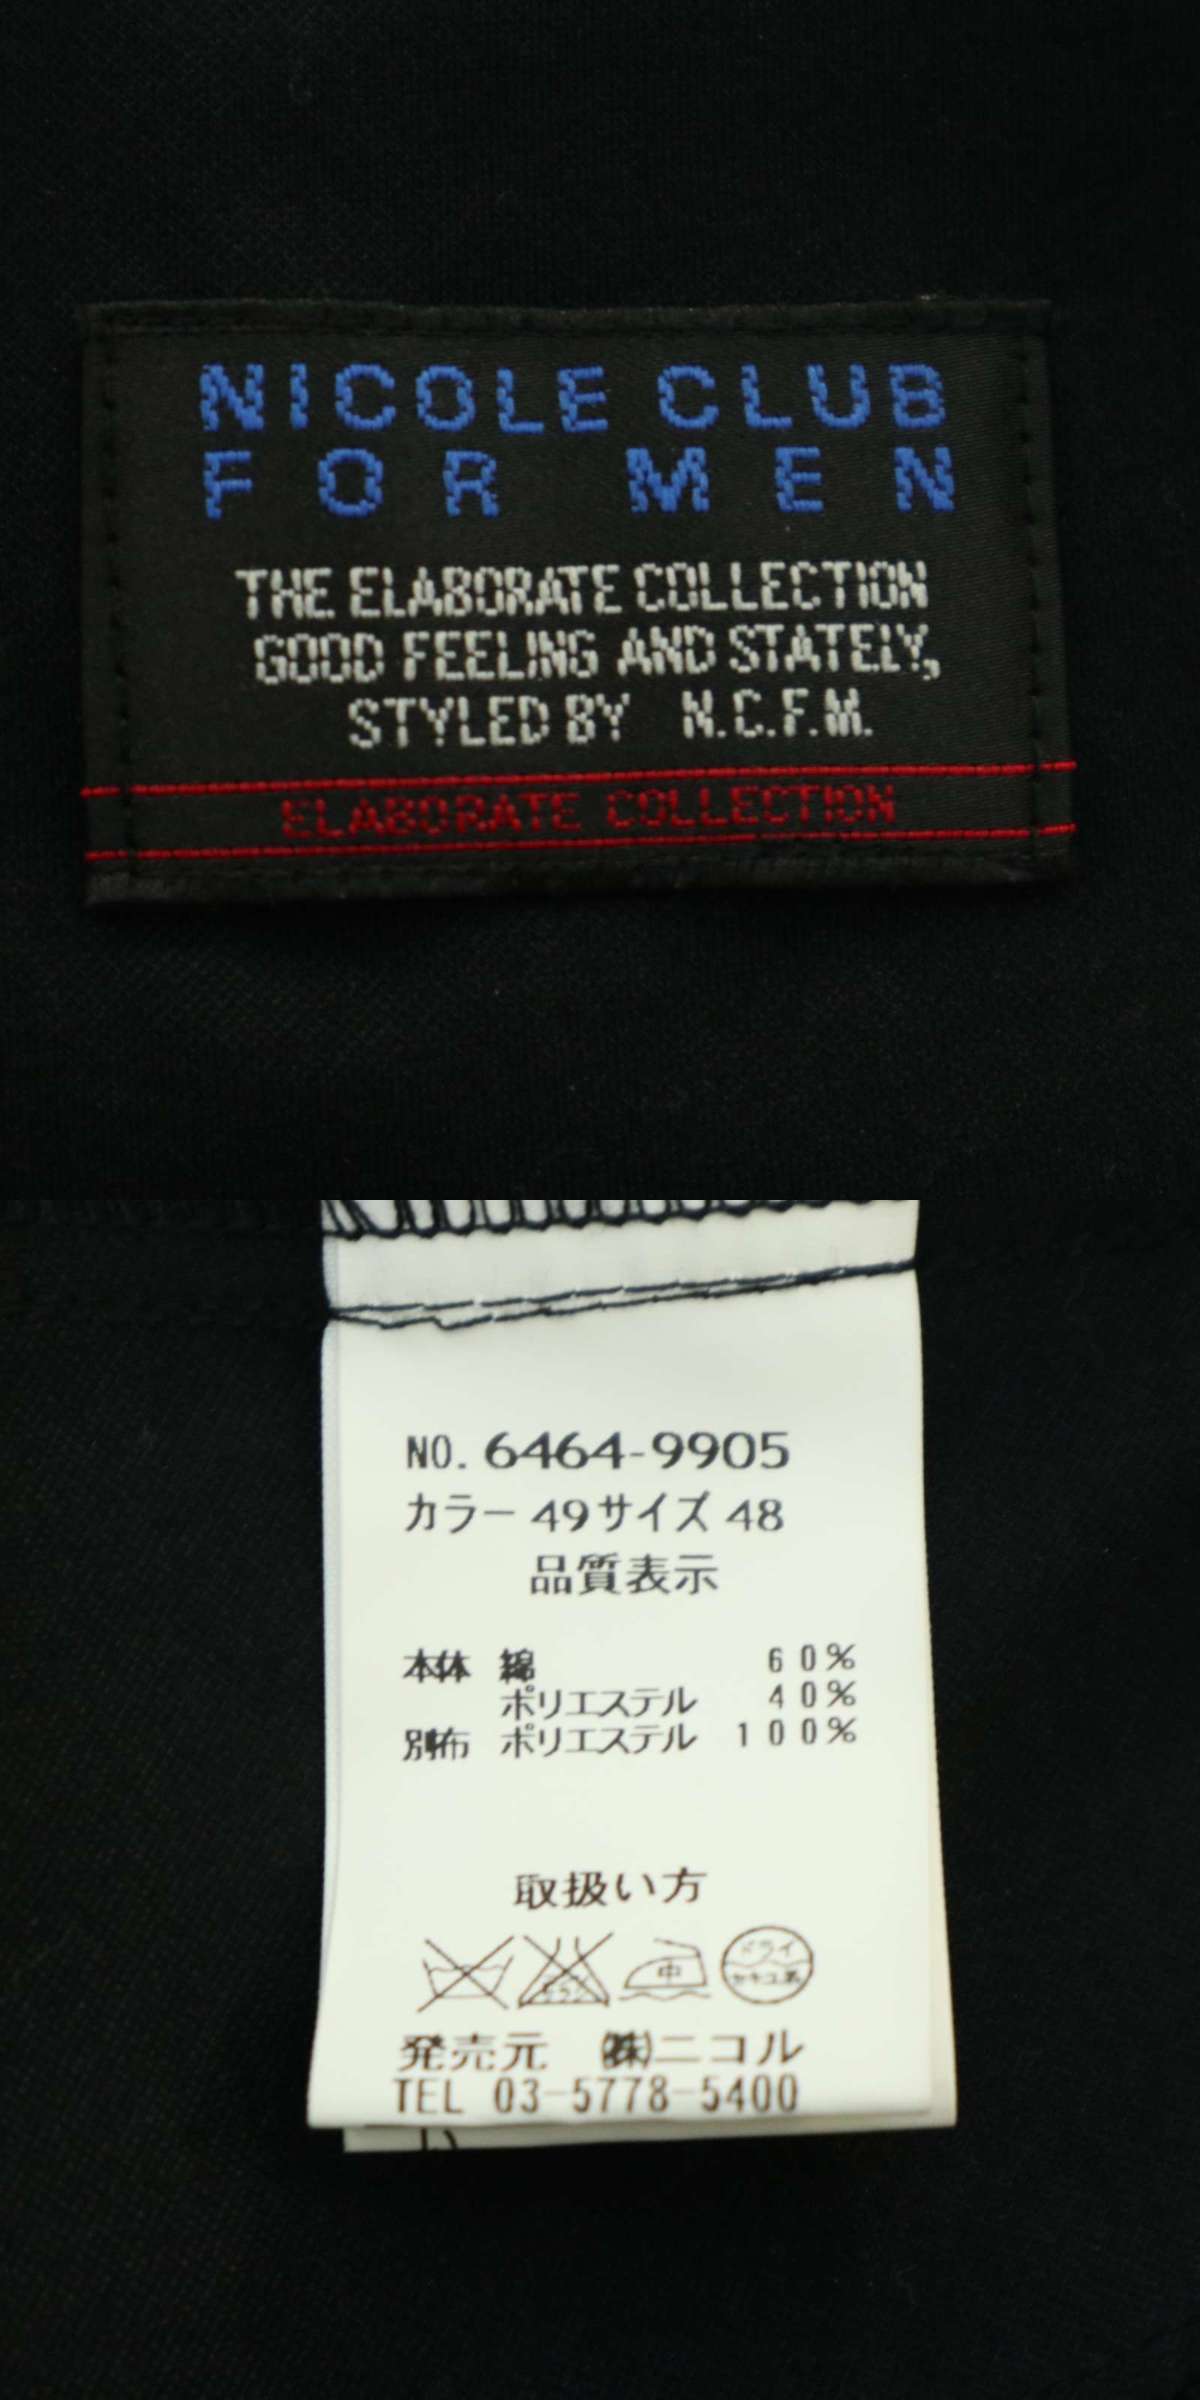 NICOLE CLUB
FOR MEN
THE ELABORATE COLLECTION
GOOD FEELING AND STATELY,
STYLED BY N.C.F.M.
ELABORATE COLLECTION
NO. 6464-9905
カラー 49 サイズ 48
品質表示
本体 綿 60%
ポリエステル 40%
別布 ポリエステル 100%
取扱い方
エンソ
中
ドライ
セキユ系
発売元 ㈱ニコル
TEL 03-5778-5400